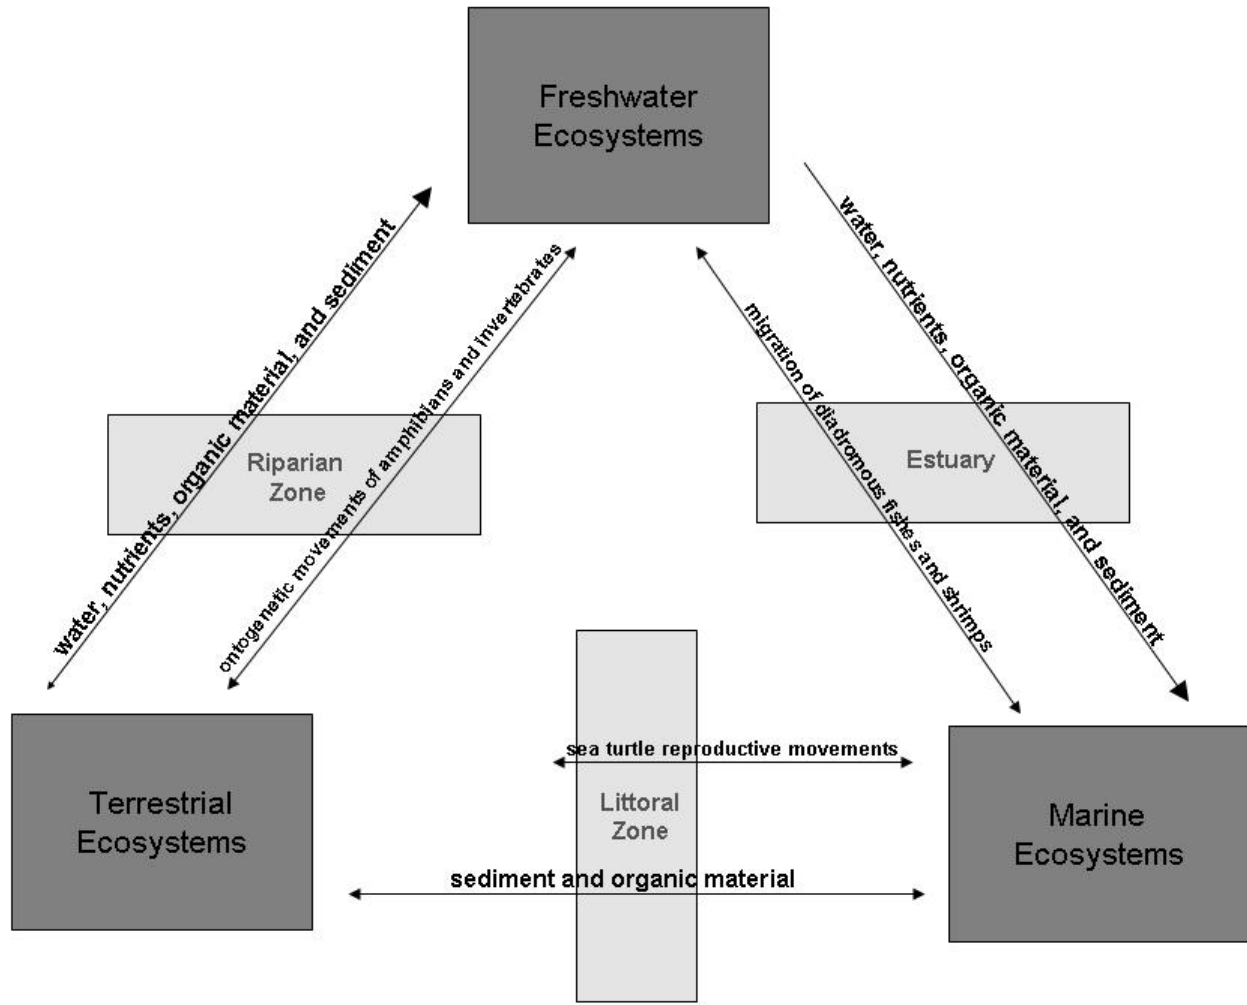 Freshwater
Ecosystems
water, nutrients, organic material, and sediment
ontogenetic movements of amphibians and invertebrates
migration of diadromous fishes and shrimps
water, nutrients, organic material, and sediment
Riparian
Zone
Estuary
Terrestrial
Ecosystems
sea turtle reproductive movements
Littoral
Zone
sediment and organic material
Marine
Ecosystems